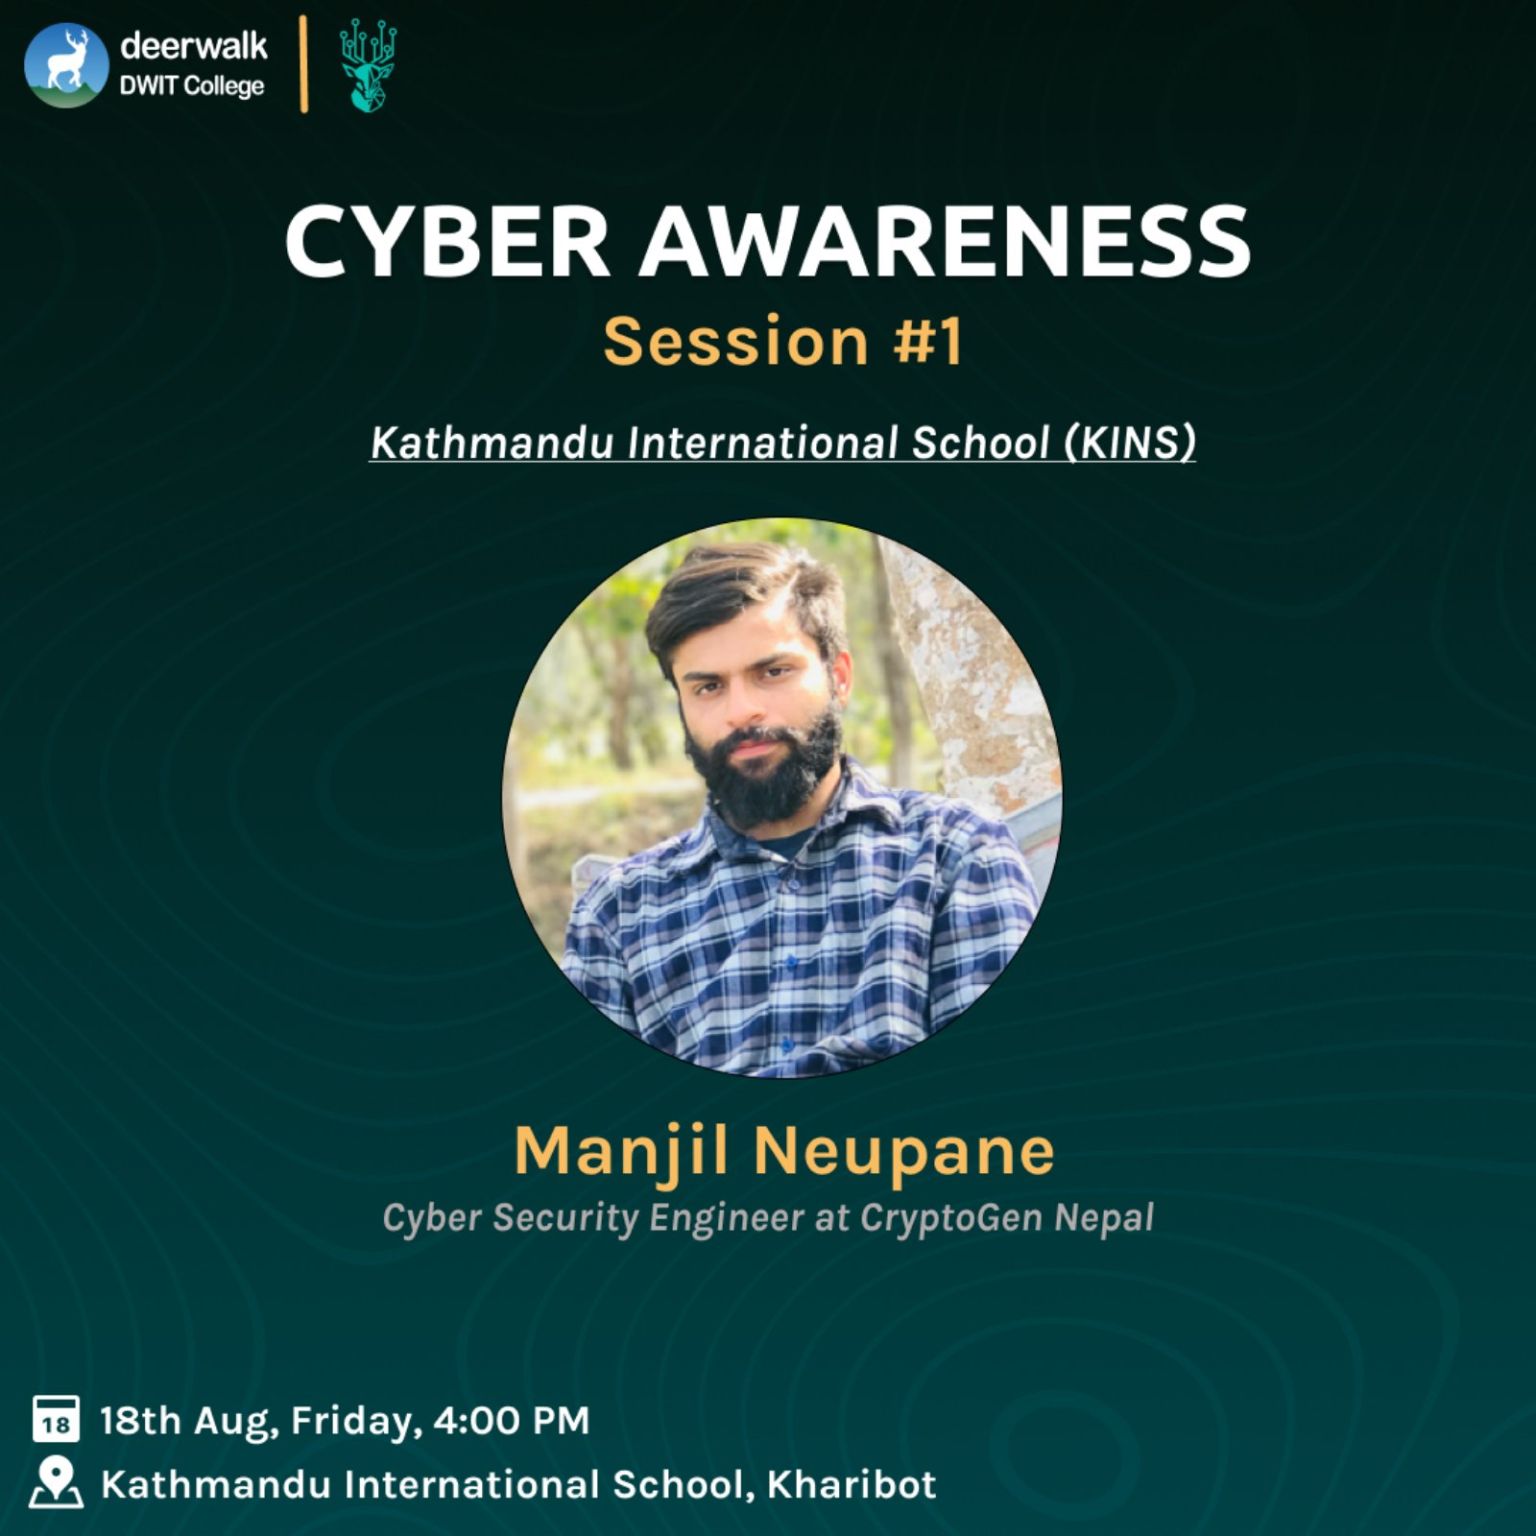 deerwalk
DWIT College
CYBER AWARENESS
Session #1
Kathmandu International School (KINS)
Manjil Neupane
Cyber Security Engineer at CryptoGen Nepal
18
18th Aug, Friday, 4:00 PM
Kathmandu International School, Kharibot